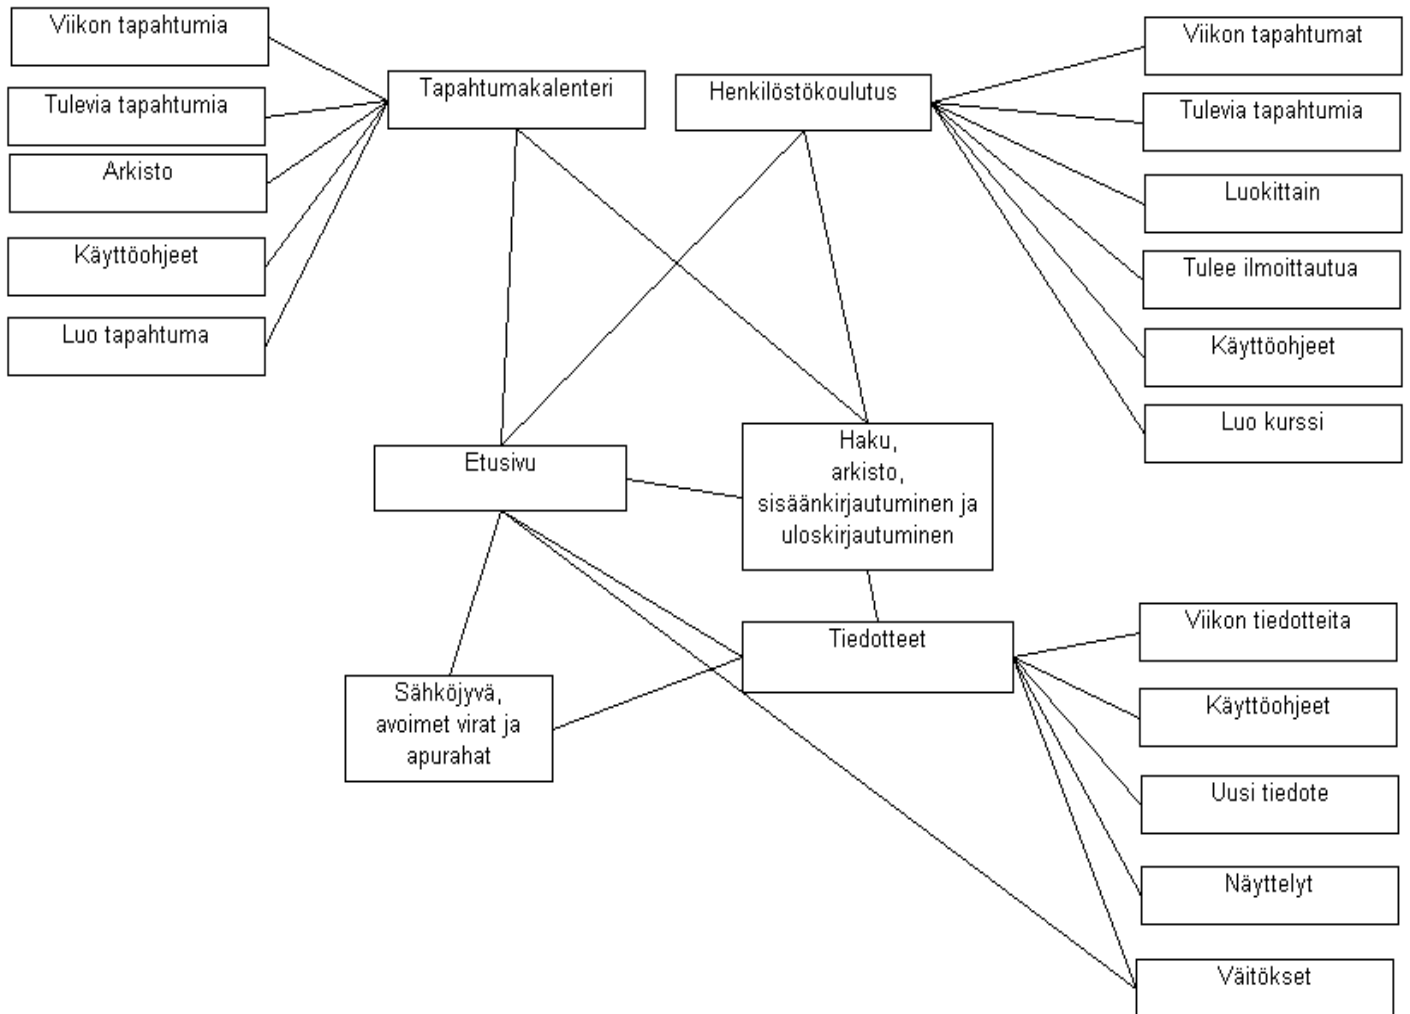 Viikon tapahtumia
Tulevia tapahtumia
Arkisto
Käyttöohjeet
Luo tapahtuma
Tapahtumakalenteri
Henkilöstökoulutus
Viikon tapahtumat
Tulevia tapahtumia
Luokittain
Tulee ilmoittautua
Käyttöohjeet
Luo kurssi
Etusivu
Haku,
arkisto,
sisäänkirjautuminen ja
uloskirjautuminen
Sähköjyvä,
avoimet virat ja
apurahat
Tiedotteet
Viikon tiedotteita
Käyttöohjeet
Uusi tiedote
Näyttelyt
Väitökset